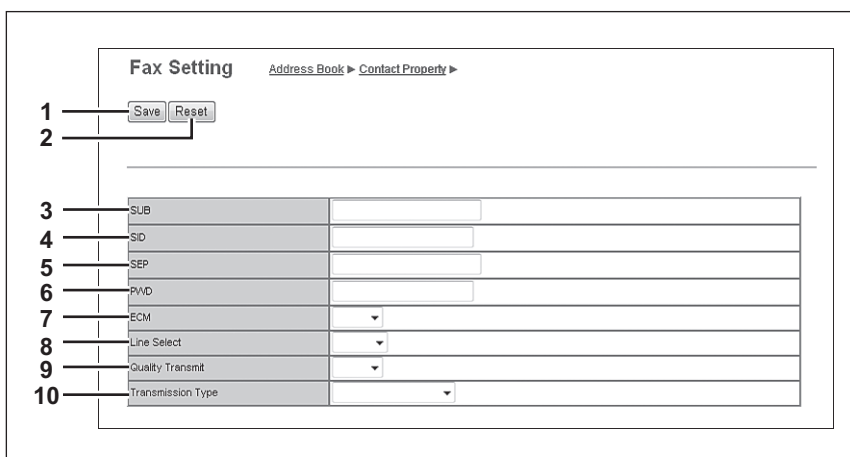 Fax Setting Address Book ▶ Contact Property ▶
1 Save Reset
2
3 SUB
4 SID
5 SEP
6 PWD
7 ECM
8 Line Select
9 Quality Transmit
10 Transmission Type